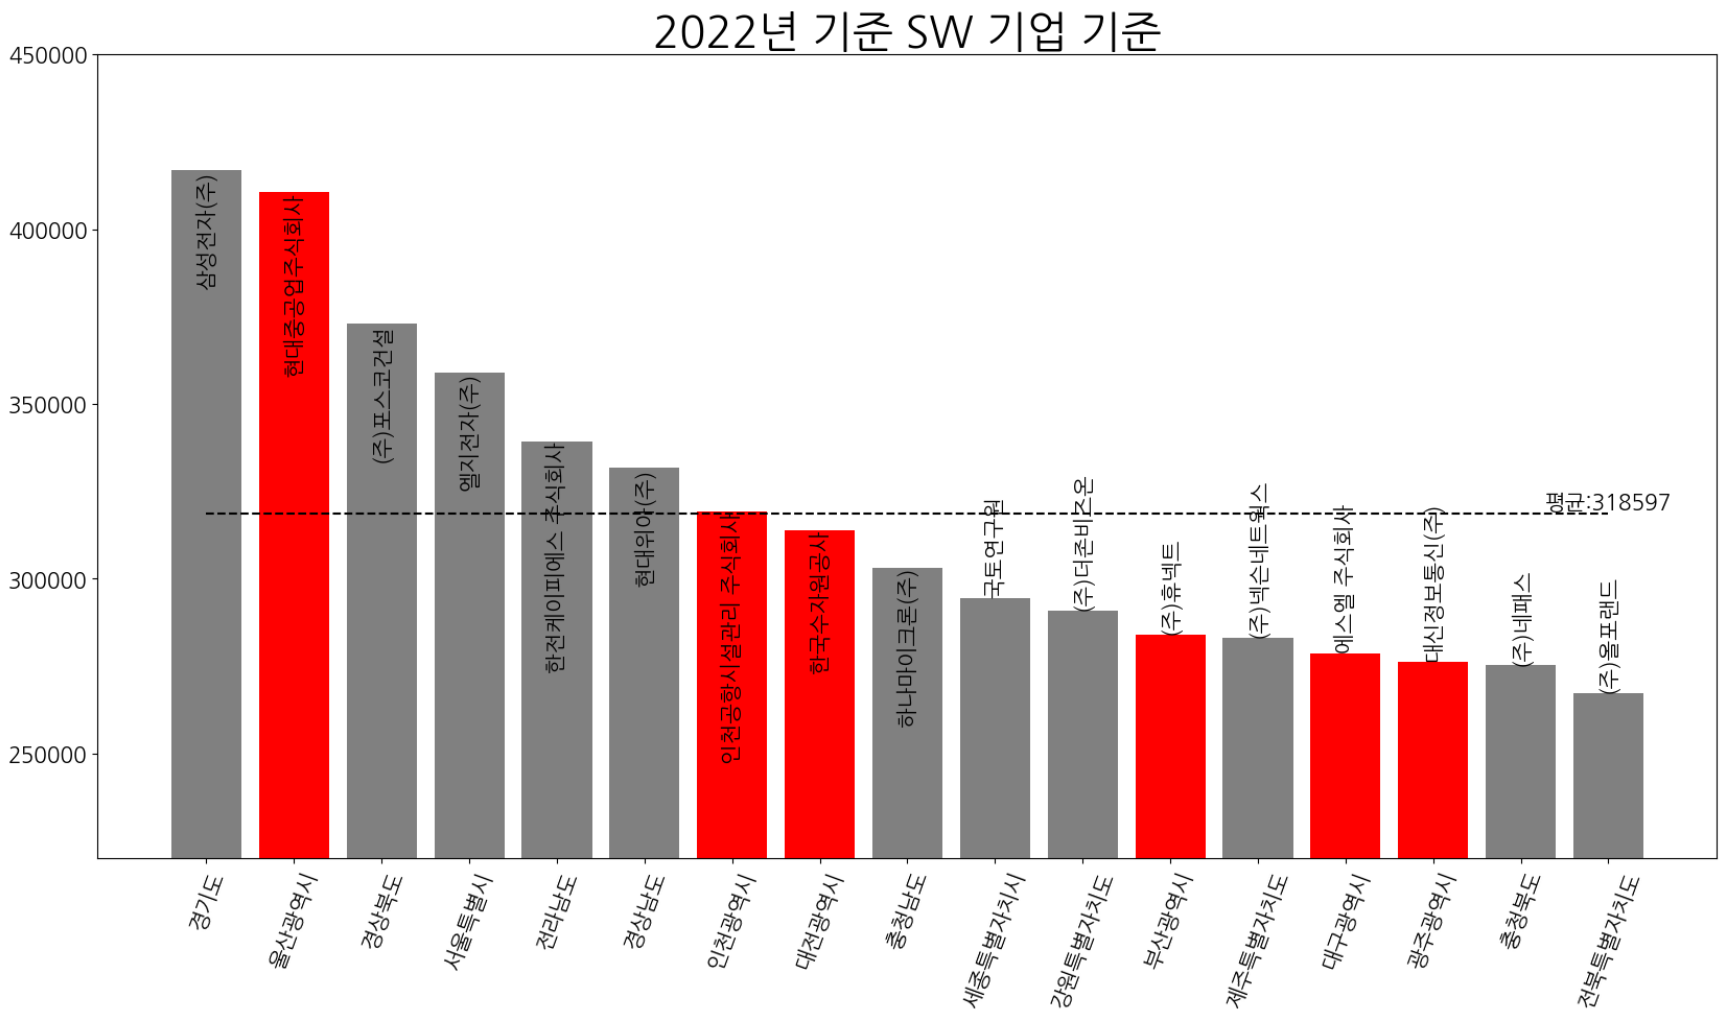 2022년 기준 SW 기업 기준
450000
400000
350000
300000
250000
삼성전자(주)
현대중공업주식회사
(주)포스코건설
엘지전자(주)
한전케이피에스 주식회사
현대위아(주)
인천공항시설관리 주식회사
한국수자원공사
하나마이크론(주)
국토연구원
(주)더존비즈온
(주)휴넥트
(주)넥슨네트웍스
에스엘 주식회사
대신정보통신(주)
(주)네패스
(주)올포랜드
평균:318597
경기도
울산광역시
경상북도
서울특별시
전라남도
경상남도
인천광역시
대전광역시
충청남도
세종특별자치시
강원특별자치도
부산광역시
제주특별자치도
대구광역시
광주광역시
충청북도
전북특별자치도